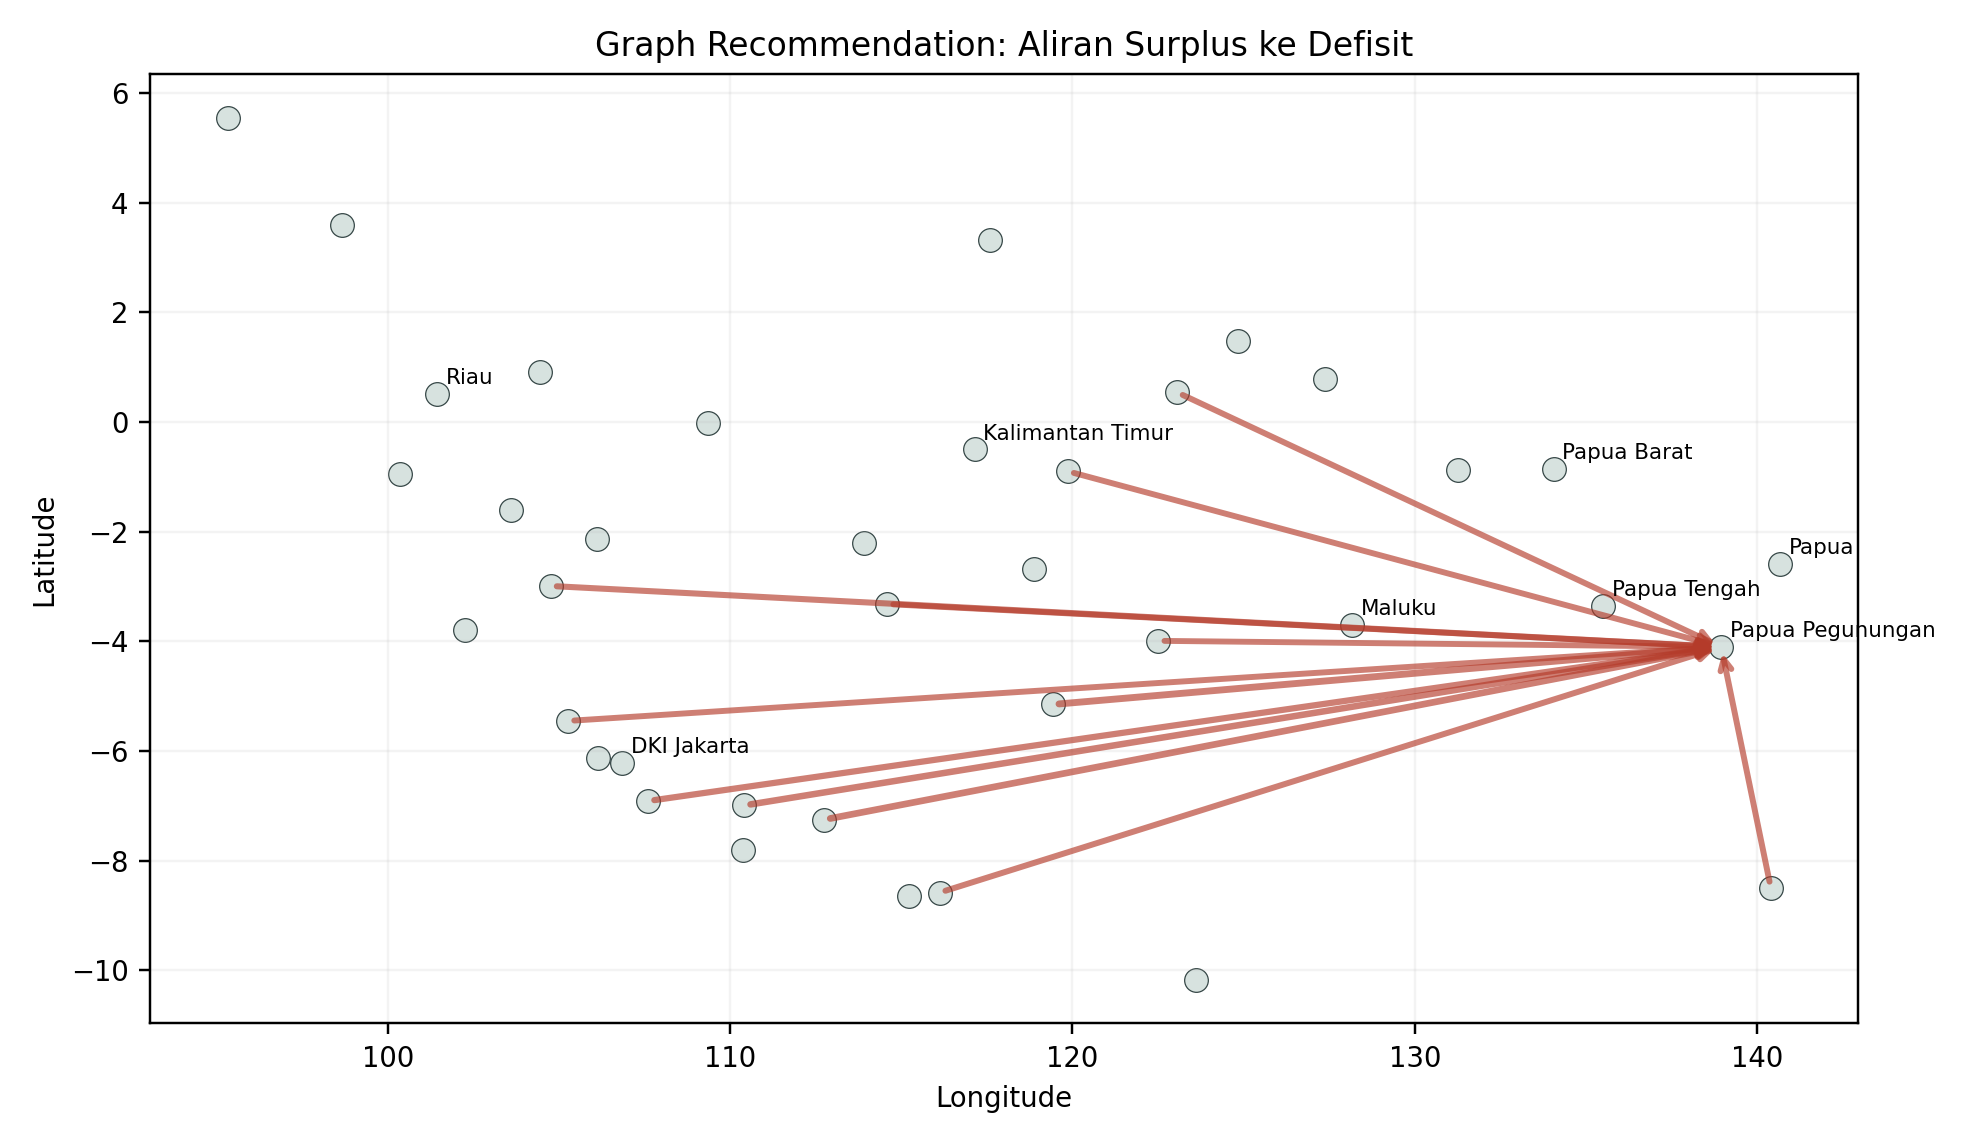 Graph Recommendation: Aliran Surplus ke Defisit
6
4
2
0
−2
−4
−6
−8
−10
Latitude
Riau
Kalimantan Timur
Papua Barat
Papua
Papua Tengah
Maluku
Papua Pegunungan
DKI Jakarta
100
110
120
130
140
Longitude